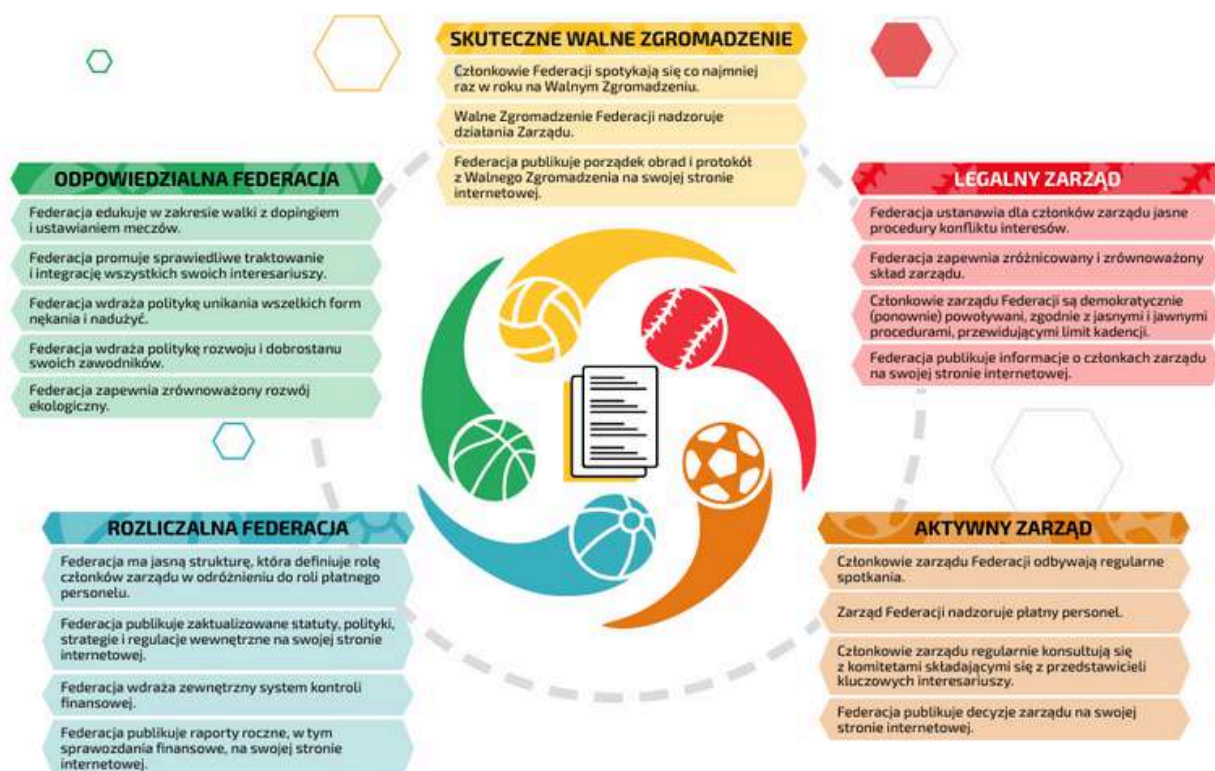 SKUTECZNE WALNE ZGROMADZENIE
Członkowie Federacji spotykają się co najmniej
raz w roku na Walnym Zgromadzeniu.
Walne Zgromadzenie Federacji nadzoruje
działania Zarządu.
Federacja publikuje porządek obrad i protokół
z Walnego Zgromadzenia na swojej stronie
internetowej.
ODPOWIEDZIALNA FEDERACJA
Federacja edukuje w zakresie walki z dopingiem
i ustawianiem meczów.
Federacja promuje sprawiedliwe traktowanie
i integrację wszystkich swoich interesariuszy.
Federacja wdraża politykę unikania wszelkich form
nękania i nadużyć.
Federacja wdraża politykę rozwoju i dobrostanu
swoich zawodników.
Federacja zapewnia zrównoważony rozwój
ekologiczny.
LEGALNY ZARZĄD
Federacja ustanawia dla członków zarządu jasne
procedury konfliktu interesów.
Federacja zapewnia zróżnicowany i zrównoważony
skład zarządu.
Członkowie zarządu Federacji są demokratycznie
(ponownie) powoływani, zgodnie z jasnymi i jawnymi
procedurami, przewidującymi limit kadencji.
Federacja publikuje informacje o członkach zarządu
na swojej stronie internetowej.
ROZLICZALNA FEDERACJA
Federacja ma jasną strukturę, która definiuje rolę
członków zarządu w odróżnieniu do roli płatnego
personelu.
Federacja publikuje zaktualizowane statuty, polityki,
strategie i regulacje wewnętrzne na swojej stronie
internetowej.
Federacja wdraża zewnętrzny system kontroli
finansowej.
Federacja publikuje raporty roczne, w tym
sprawozdania finansowe, na swojej stronie
internetowej.
AKTYWNY ZARZĄD
Członkowie zarządu Federacji odbywają regularne
spotkania.
Zarząd Federacji nadzoruje płatny personel.
Członkowie zarządu regularnie konsultują się
z komitetami składającymi się z przedstawicieli
kluczowych interesariuszy.
Federacja publikuje decyzje zarządu na swojej
stronie internetowej.